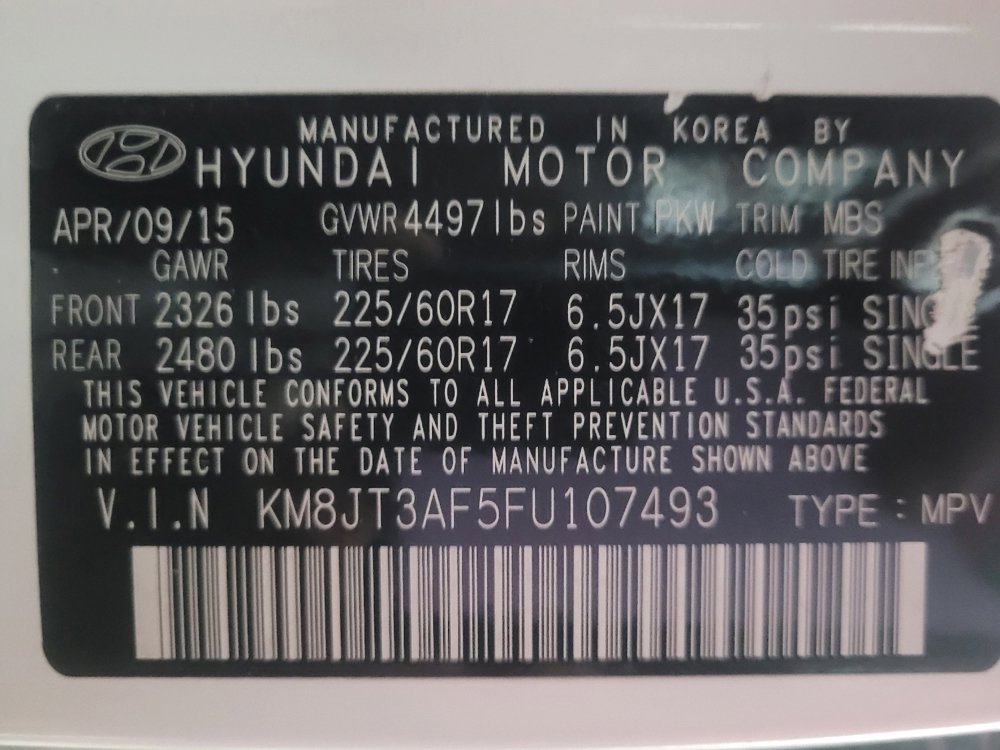 MANUFACTURED IN KOREA BY
HYUNDAI MOTOR COMPANY
APR/09/15 GVWR 4497lbs PAINT PKW TRIM MBS
GAWR TIRES RIMS COLD TIRE
FRONT 2326 lbs 225/60R17 6.5JX17 35psi
REAR 2480 lbs 225/60R17 6.5JX17 35psi SINGLE
THIS VEHICLE CONFORMS TO ALL APPLICABLE U.S.A. FEDERAL
MOTOR VEHICLE SAFETY AND THEFT PREVENTION STANDARDS
IN EFFECT ON THE DATE OF MANUFACTURE SHOWN ABOVE
V.I.N KM8JT3AF5FU107493 TYPE : MPV